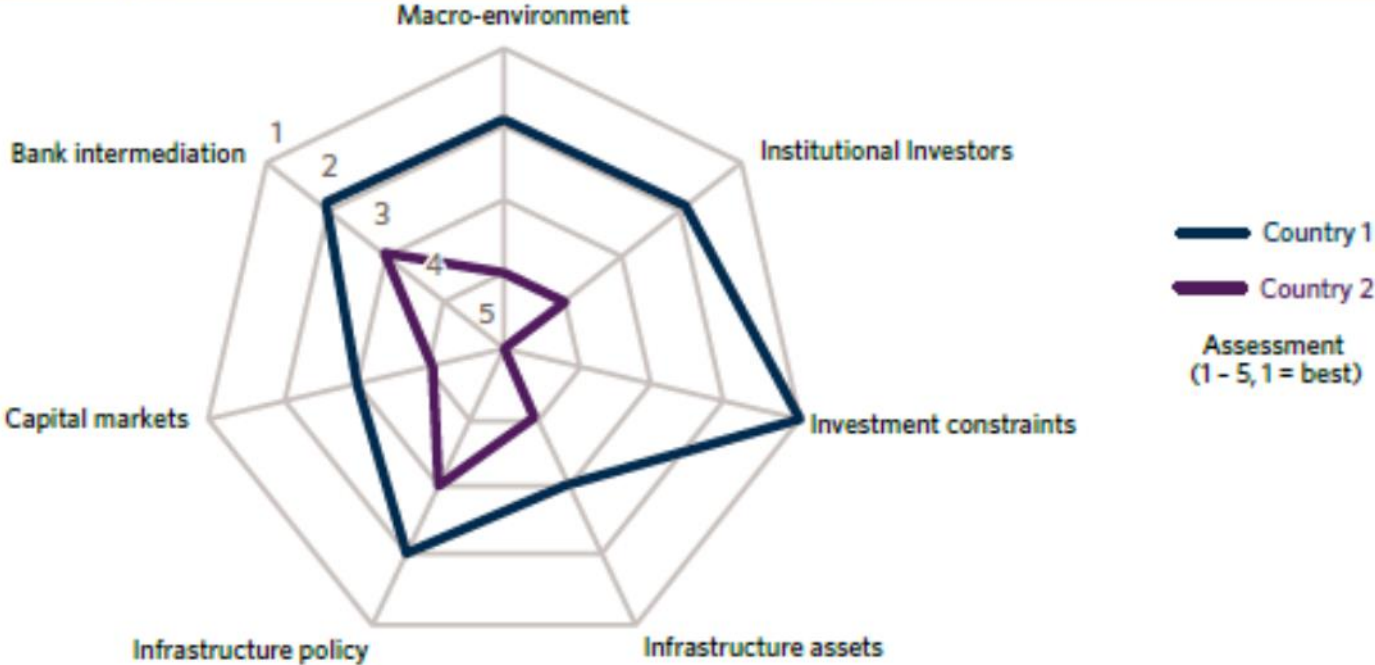 Macro-environment
1
Bank intermediation
Institutional Investors
2
3
Country 1
4
Country 2
5
Assessment
(1 - 5, 1 = best)
Capital markets
Investment constraints
Infrastructure policy
Infrastructure assets